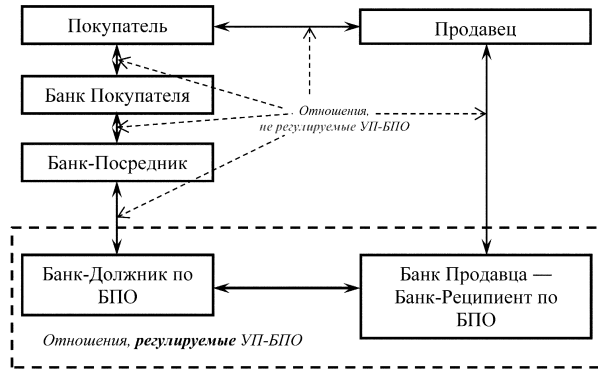 Покупатель
Продавец
Банк Покупателя
Отношения,
не регулируемые УП-БПО
Банк-Посредник
Банк-Должник по
БПО
Банк Продавца —
Банк-Реципиент по
БПО
Отношения, регулируемые УП-БПО